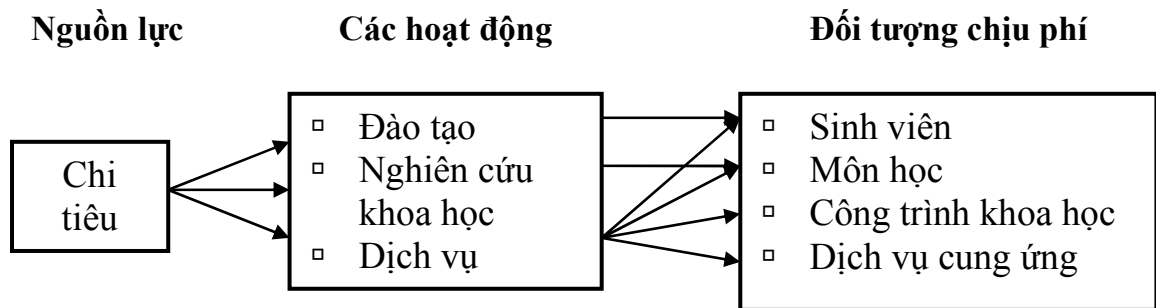 Nguồn lực
Các hoạt động
Đối tượng chịu phí
Chi
tiêu
Đào tạo
Nghiên cứu
khoa học
Dịch vụ
Sinh viên
Môn học
Công trình khoa học
Dịch vụ cung ứng